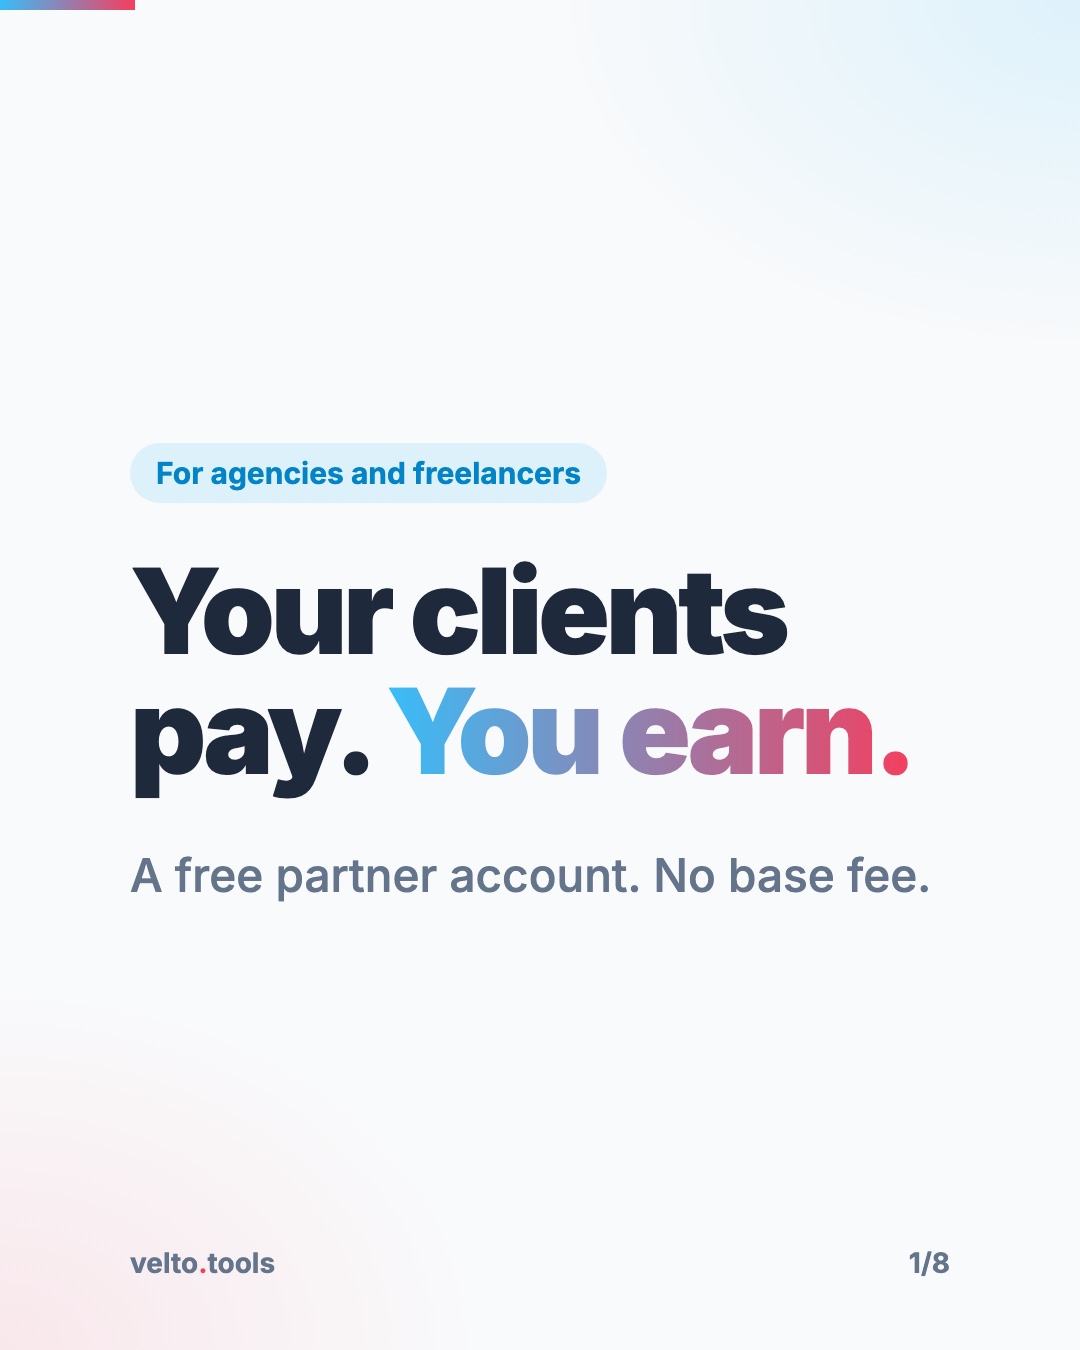 For agencies and freelancers
Your clients
pay. You earn.
A free partner account. No base fee.
velto.tools
1/8